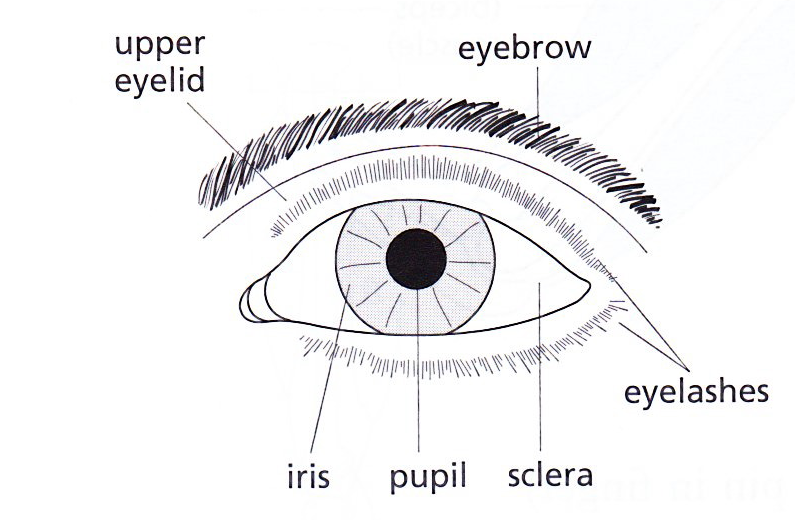 upper
eyelid
eyebrow
eyelashes
iris
pupil
sclera